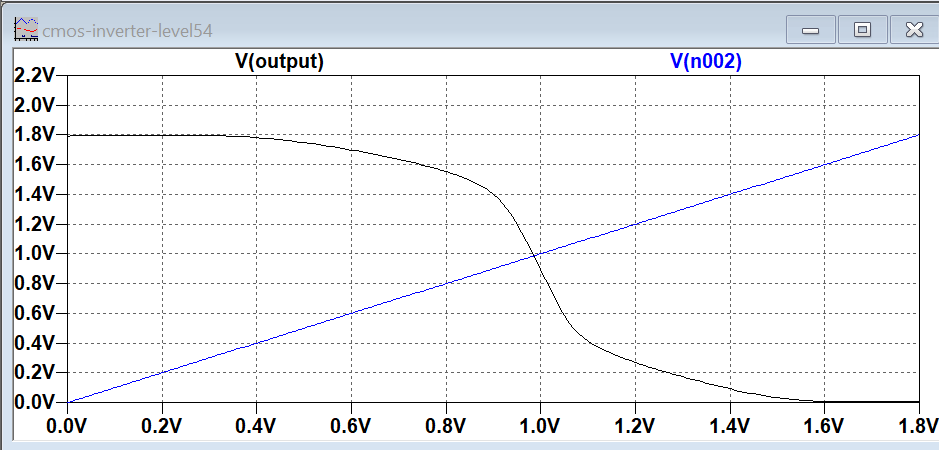 cmos-inverter-level54
V(output) V(n002)
2.2V
2.0V
1.8V
1.6V
1.4V
1.2V
1.0V
0.8V
0.6V
0.4V
0.2V
0.0V
0.0V 0.2V 0.4V 0.6V 0.8V 1.0V 1.2V 1.4V 1.6V 1.8V